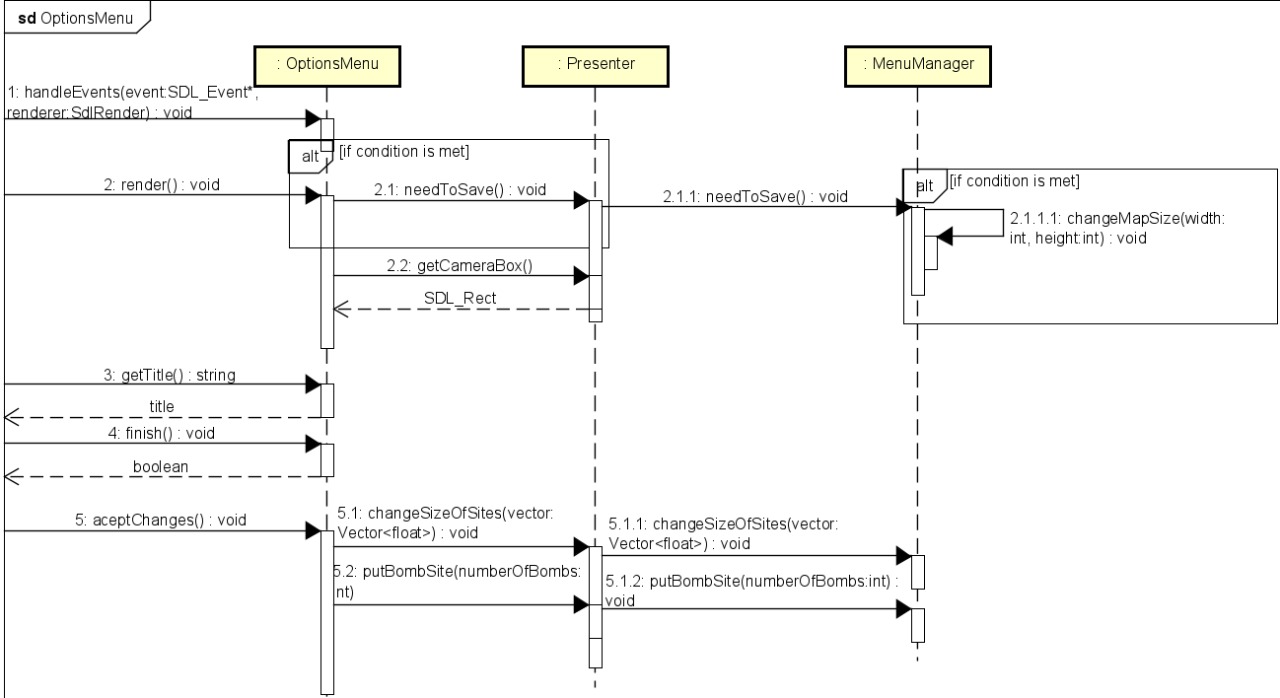 sd OptionsMenu
: OptionsMenu
: Presenter
: MenuManager
1: handleEvents(event:SDL_Event*,
renderer:SdlRender) : void
alt
[if condition is met]
alt
[if condition is met]
2: render() : void
2.1: needToSave() : void
2.1.1: needToSave() : void
2.1.1.1: changeMapSize(width:
int, height:int) : void
2.2: getCameraBox()
SDL_Rect
3: getTitle() : string
title
4: finish() : void
boolean
5: aceptChanges() : void
5.1: changeSizeOfSites(vector:
Vector<float>) : void
5.1.1: changeSizeOfSites(vector:
Vector<float>) : void
5.2: putBombSite(numberOfBombs:
int)
5.1.2: putBombSite(numberOfBombs:int) :
void